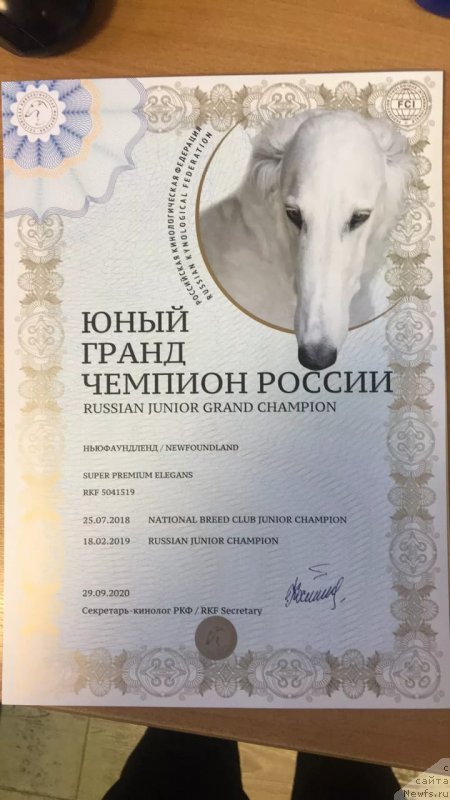 РОССИЙСКАЯ КИНОЛОГИЧЕСКАЯ ФЕДЕРАЦИЯ
RUSSIAN KYNOLOGICAL FEDERATION
FCI
ЮНЫЙ
ГРАНД
ЧЕМПИОН РОССИИ
RUSSIAN JUNIOR GRAND CHAMPION
НЬЮФАУНДЛЕНД / NEWFOUNDLAND
SUPER PREMIUM ELEGANS
RKF 5041519
25.07.2018 NATIONAL BREED CLUB JUNIOR CHAMPION
18.02.2019 RUSSIAN JUNIOR CHAMPION
29.09.2020
Секретарь-кинолог РКФ / RKF Secretary
с
сайта
Newfs.ru